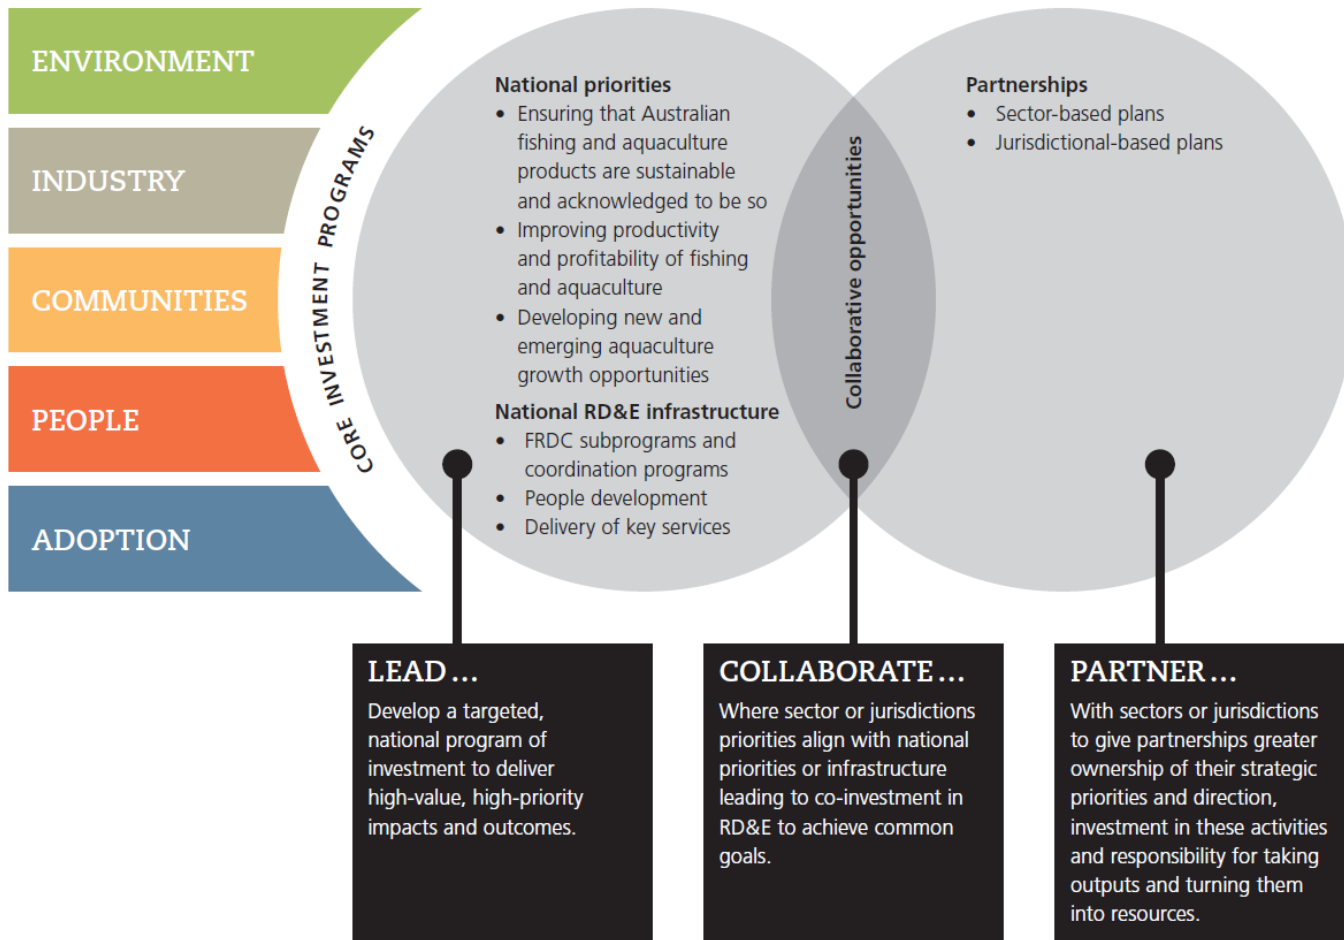 ENVIRONMENT
INDUSTRY
COMMUNITIES
PEOPLE
ADOPTION
CORE INVESTMENT PROGRAMS
National priorities
• Ensuring that Australian
fishing and aquaculture
products are sustainable
and acknowledged to be so
• Improving productivity
and profitability of fishing
and aquaculture
• Developing new and
emerging aquaculture
growth opportunities
National RD&E infrastructure
• FRDC subprograms and
coordination programs
• People development
• Delivery of key services
Collaborative opportunities
Partnerships
• Sector-based plans
• Jurisdictional-based plans
LEAD...
Develop a targeted,
national program of
investment to deliver
high-value, high-priority
impacts and outcomes.
COLLABORATE...
Where sector or jurisdictions
priorities align with national
priorities or infrastructure
leading to co-investment in
RD&E to achieve common
goals.
PARTNER...
With sectors or jurisdictions
to give partnerships greater
ownership of their strategic
priorities and direction,
investment in these activities
and responsibility for taking
outputs and turning them
into resources.